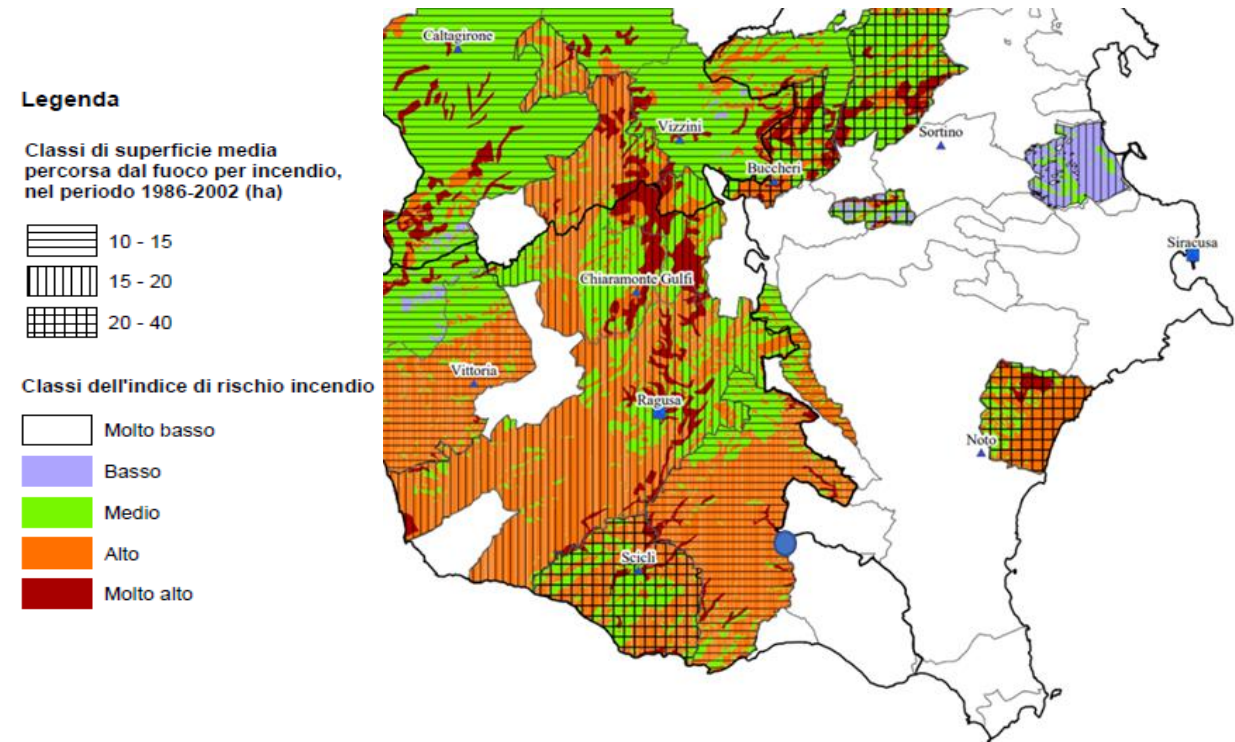 Legenda
Classi di superficie media
percorsa dal fuoco per incendio,
nel periodo 1986-2002 (ha)
10 - 15
15 - 20
20 - 40
Classi dell'indice di rischio incendio
Molto basso
Basso
Medio
Alto
Molto alto
Caltagirone
Vizzini
Sortino
Buccheri
Siracusa
Chiaramonte Gulfi
Vittoria
Ragusa
Noto
Scicli